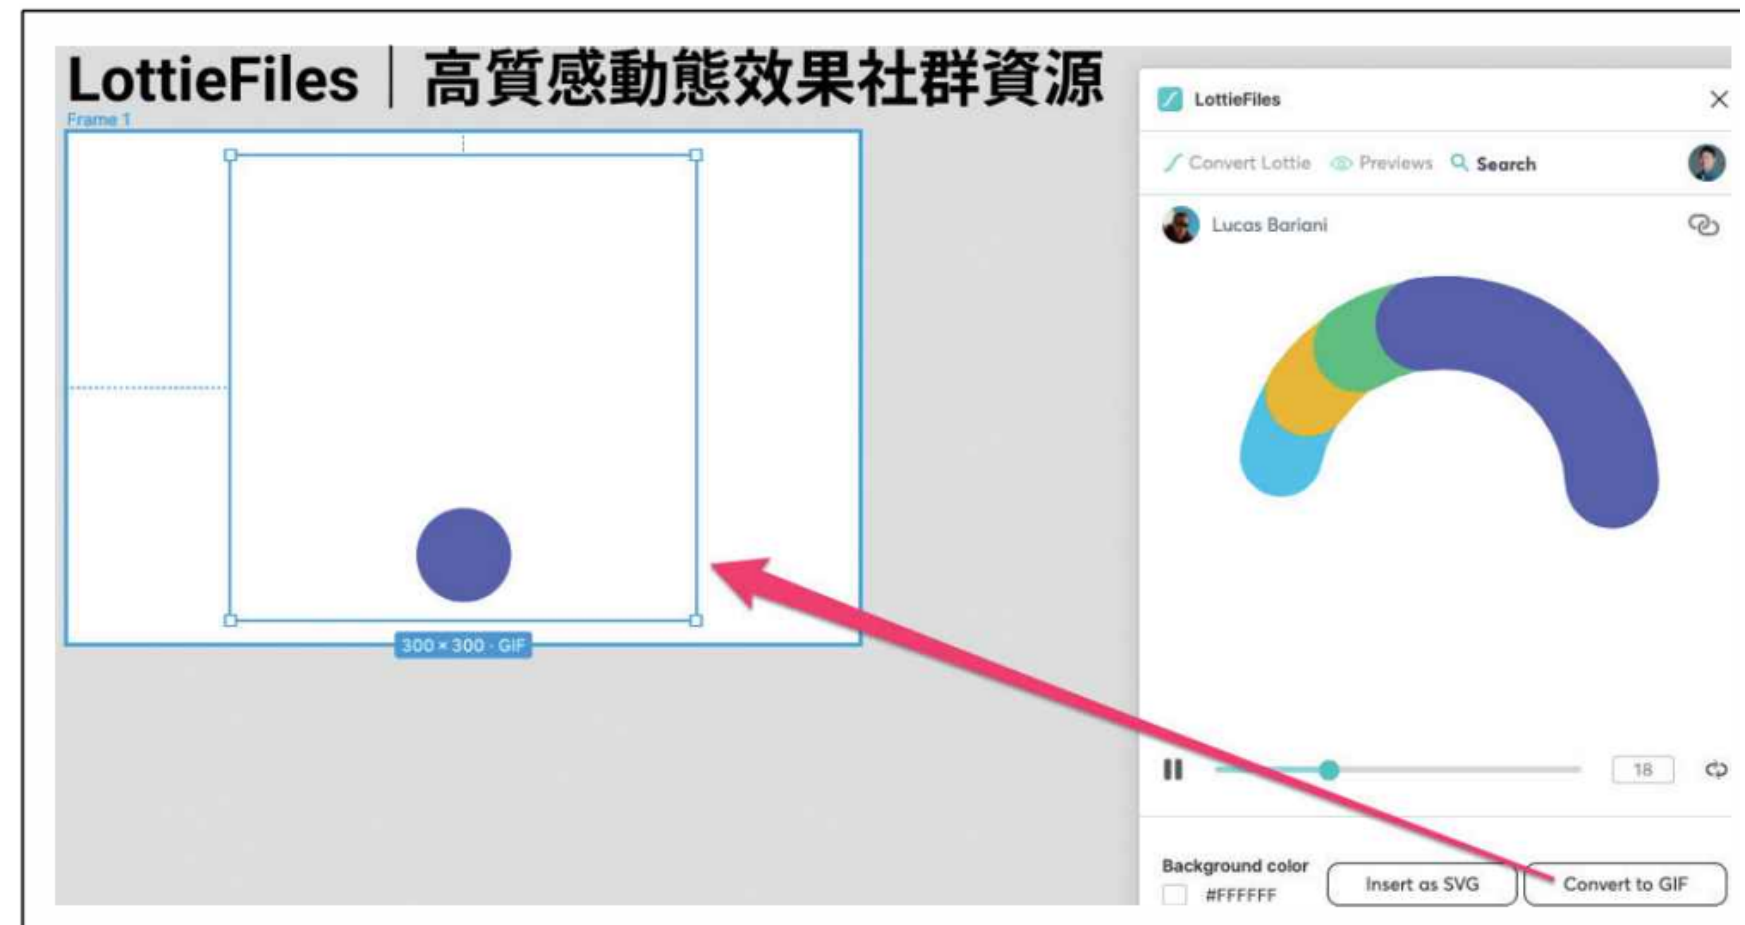 LottieFiles｜高質感動態效果社群資源
Frame 1
300 × 300 · GIF
LottieFiles
Convert Lottie Previews Search
Lucas Bariani
18
Background color
#FFFFFF
Insert as SVG
Convert to GIF